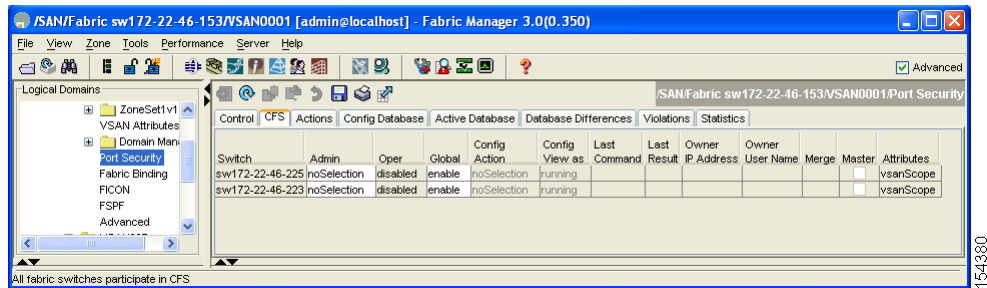 /SAN/Fabric sw172-22-46-153/VSAN0001 [admin@localhost] - Fabric Manager 3.0(0.350)
File View Zone Tools Performance Server Help
Advanced
Logical Domains
/SAN/Fabric sw172-22-46-153/VSAN0001/Port Security
ZoneSet1v1
VSAN Attributes
Domain Man
Port Security
Fabric Binding
FICON
FSPF
Advanced
Control CFS Actions Config Database Active Database Database Differences Violations Statistics
Switch Admin Oper Global Config Action Config View as Last Command Last Result Owner IP Address Owner User Name Merge Master Attributes
sw172-22-46-225 noSelection disabled enable noSelection running vsanScope
sw172-22-46-223 noSelection disabled enable noSelection running vsanScope
All fabric switches participate in CFS
154380